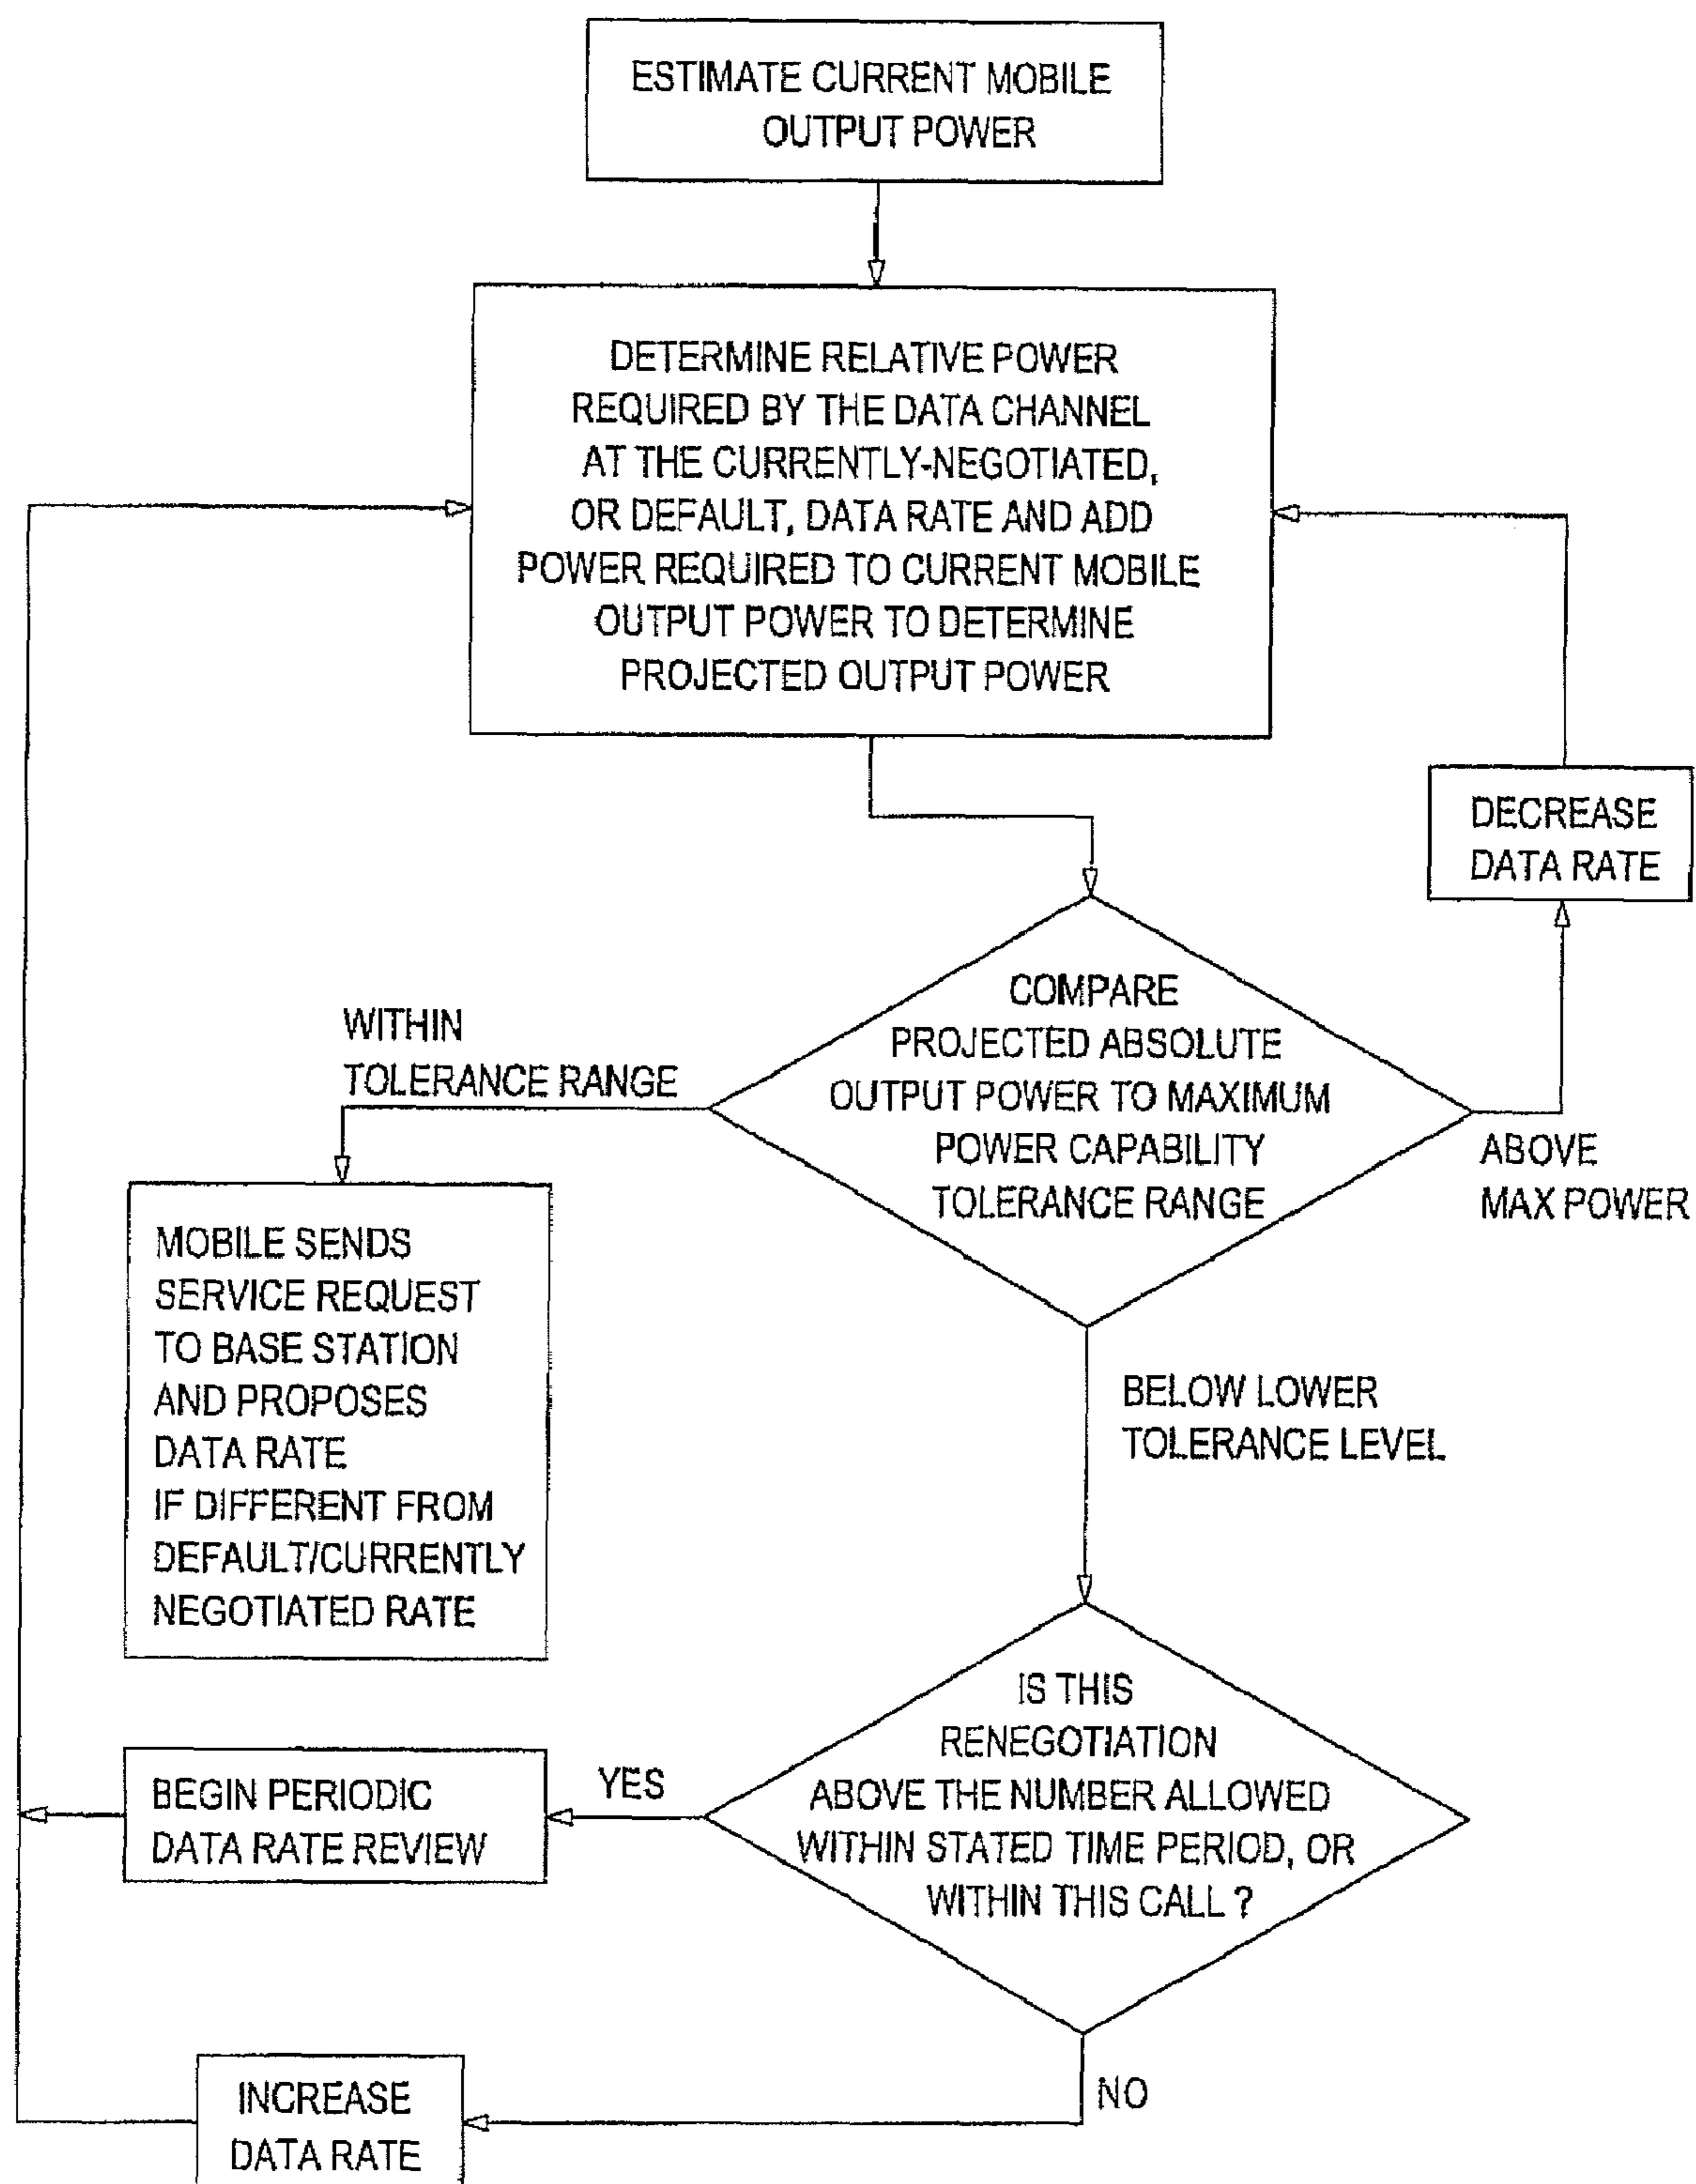 ESTIMATE CURRENT MOBILE
OUTPUT POWER
DETERMINE RELATIVE POWER
REQUIRED BY THE DATA CHANNEL
AT THE CURRENTLY-NEGOTIATED,
OR DEFAULT, DATA RATE AND ADD
POWER REQUIRED TO CURRENT MOBILE
OUTPUT POWER TO DETERMINE
PROJECTED OUTPUT POWER
DECREASE
DATA RATE
COMPARE
PROJECTED ABSOLUTE
OUTPUT POWER TO MAXIMUM
POWER CAPABILITY
TOLERANCE RANGE
WITHIN
TOLERANCE RANGE
ABOVE
MAX POWER
MOBILE SENDS
SERVICE REQUEST
TO BASE STATION
AND PROPOSES
DATA RATE
IF DIFFERENT FROM
DEFAULT/CURRENTLY
NEGOTIATED RATE
BELOW LOWER
TOLERANCE LEVEL
IS THIS
RENEGOTIATION
ABOVE THE NUMBER ALLOWED
WITHIN STATED TIME PERIOD, OR
WITHIN THIS CALL ?
YES
BEGIN PERIODIC
DATA RATE REVIEW
NO
INCREASE
DATA RATE